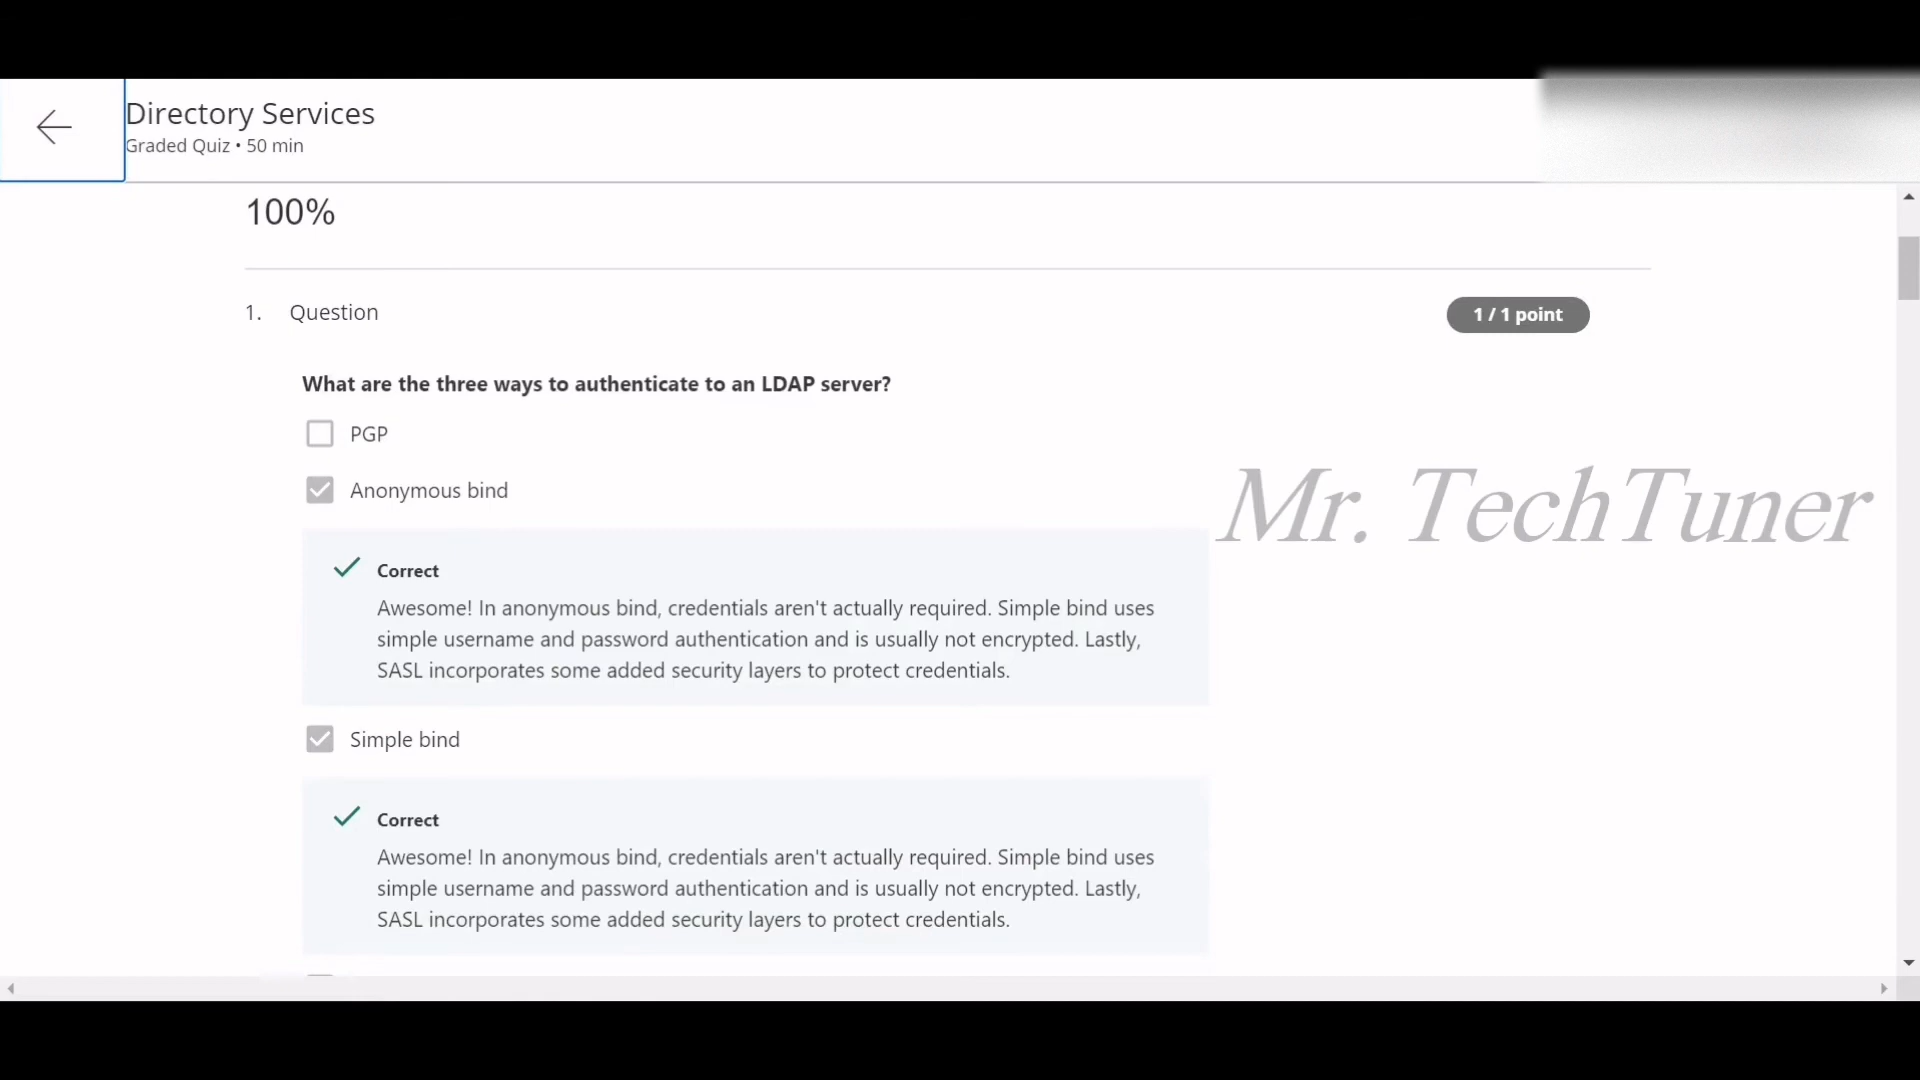 Directory Services
Graded Quiz • 50 min
100%
1. Question
1 / 1 point
What are the three ways to authenticate to an LDAP server?
PGP
Anonymous bind
Mr. TechTuner
Correct
Awesome! In anonymous bind, credentials aren't actually required. Simple bind uses
simple username and password authentication and is usually not encrypted. Lastly,
SASL incorporates some added security layers to protect credentials.
Simple bind
Correct
Awesome! In anonymous bind, credentials aren't actually required. Simple bind uses
simple username and password authentication and is usually not encrypted. Lastly,
SASL incorporates some added security layers to protect credentials.